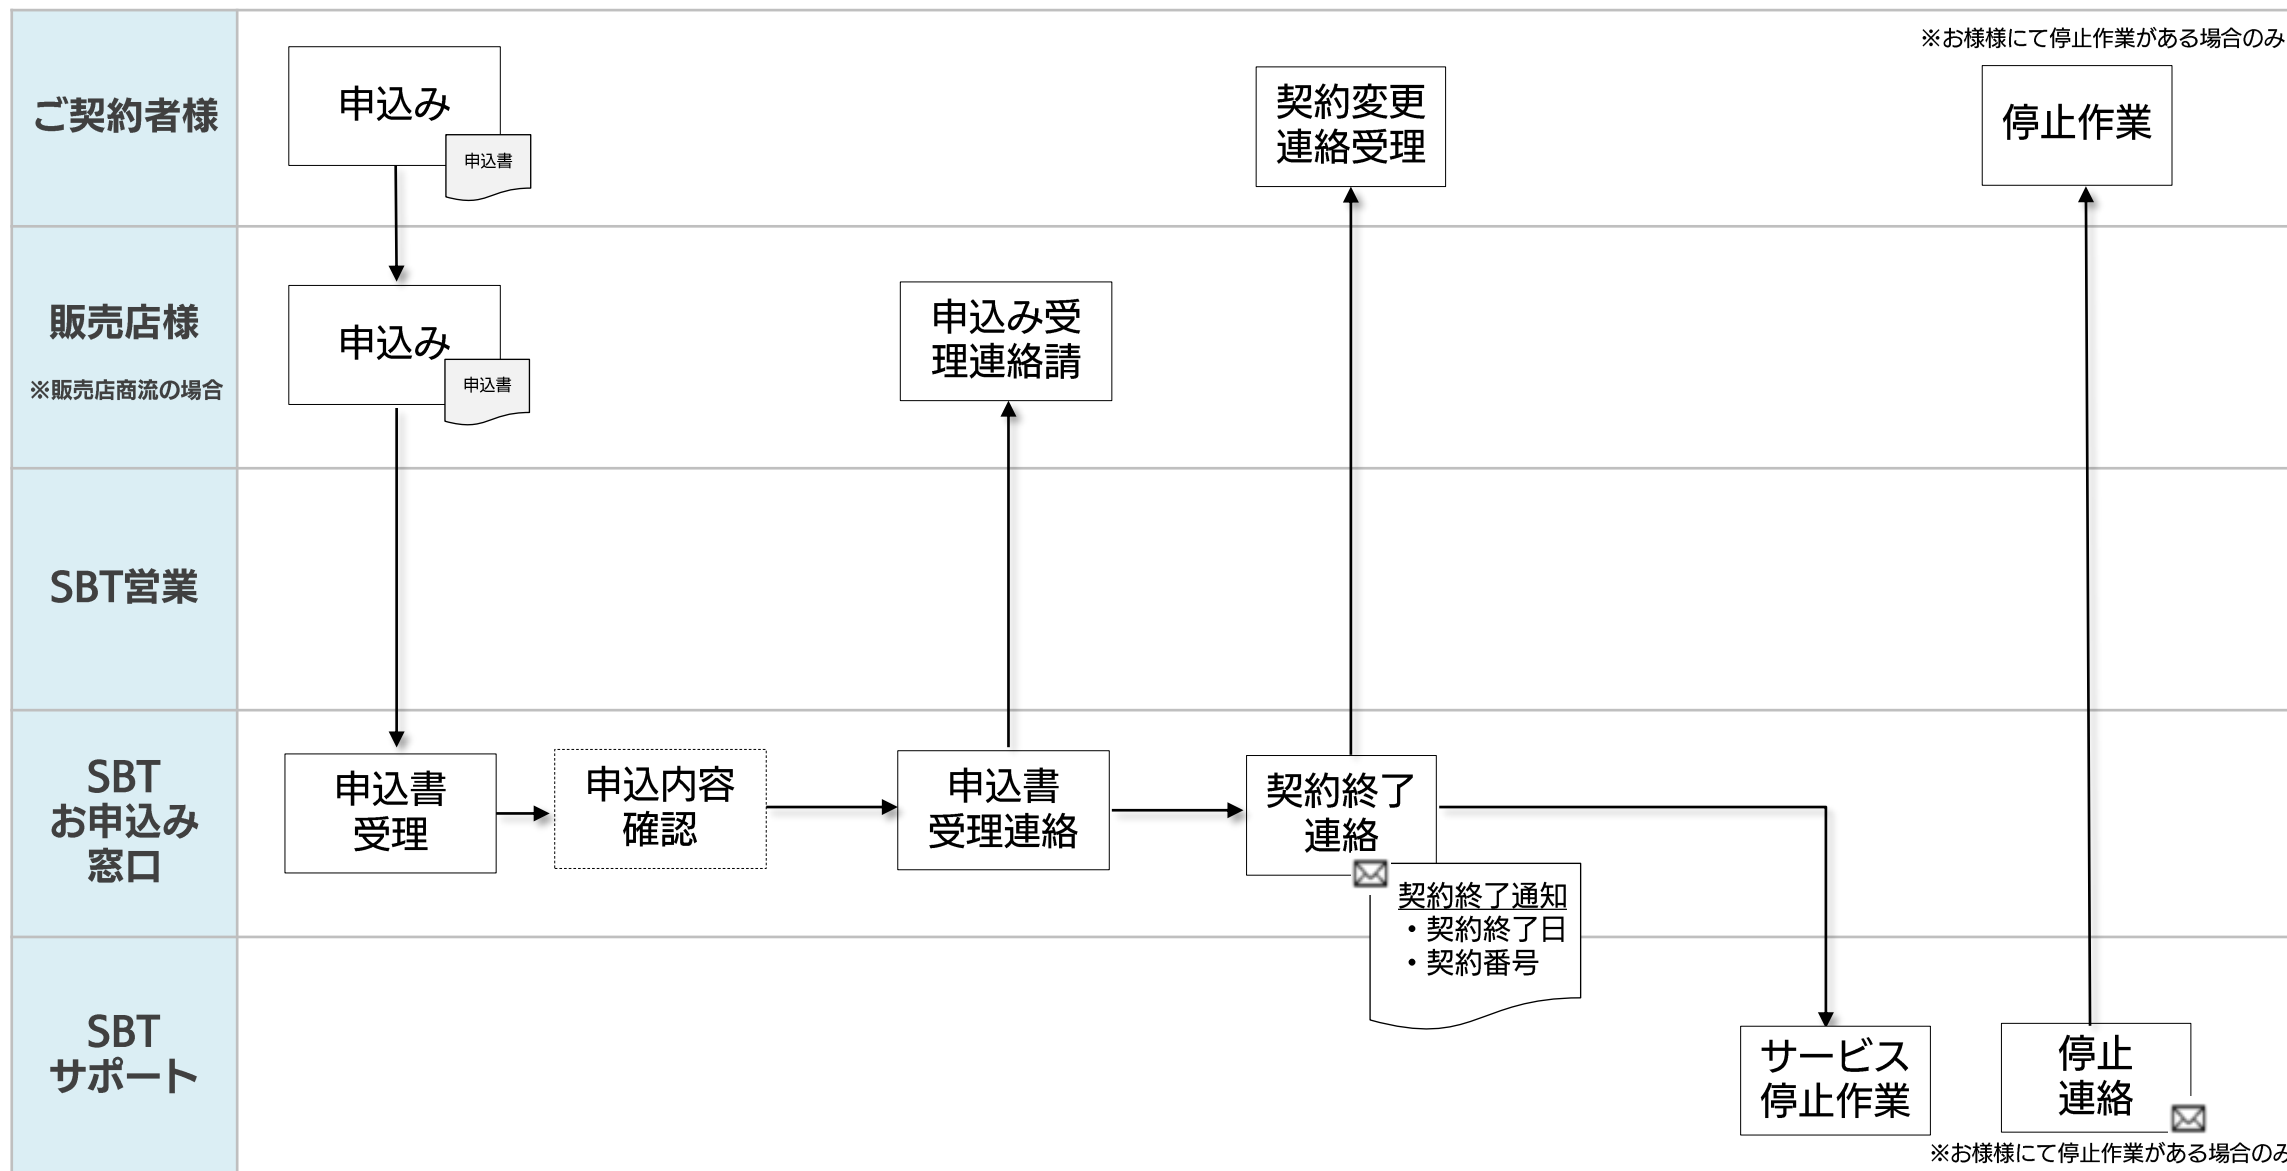 ※お様様にて停止作業がある場合のみ
ご契約者様
申込み
申込書
契約変更
連絡受理
停止作業
販売店様
※販売店商流の場合
申込み
申込書
申込み受
理連絡請
SBT営業
SBT
お申込み
窓口
申込書
受理
申込内容
確認
申込書
受理連絡
契約終了
連絡
契約終了通知
・契約終了日
・契約番号
SBT
サポート
サービス
停止作業
停止
連絡
※お様様にて停止作業がある場合のみ